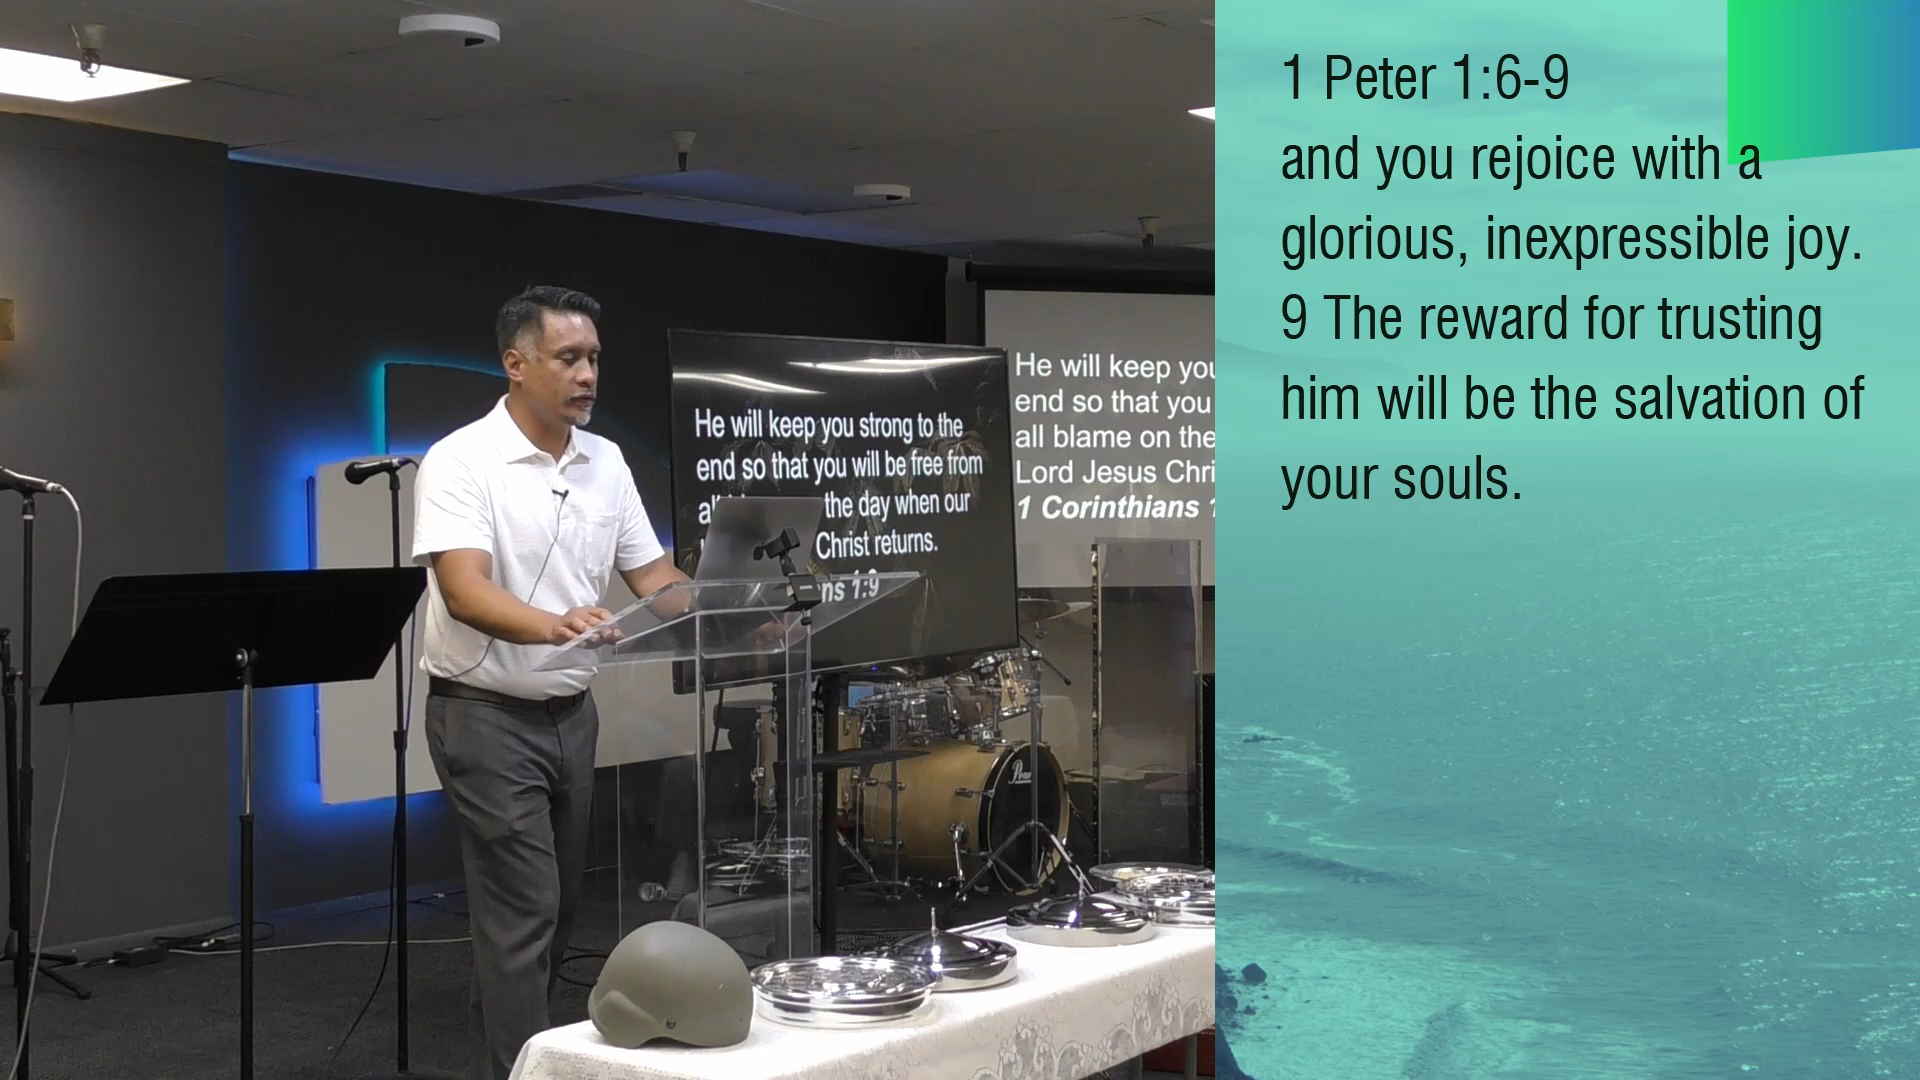 1 Peter 1:6-9
and you rejoice with a
glorious, inexpressible joy.
9 The reward for trusting
him will be the salvation of
your souls.
He will keep you strong to the
end so that you will be free from
the day when our
Christ returns.
1:9
He will keep you
end so that you
all blame on the
Lord Jesus
1 Corinthians